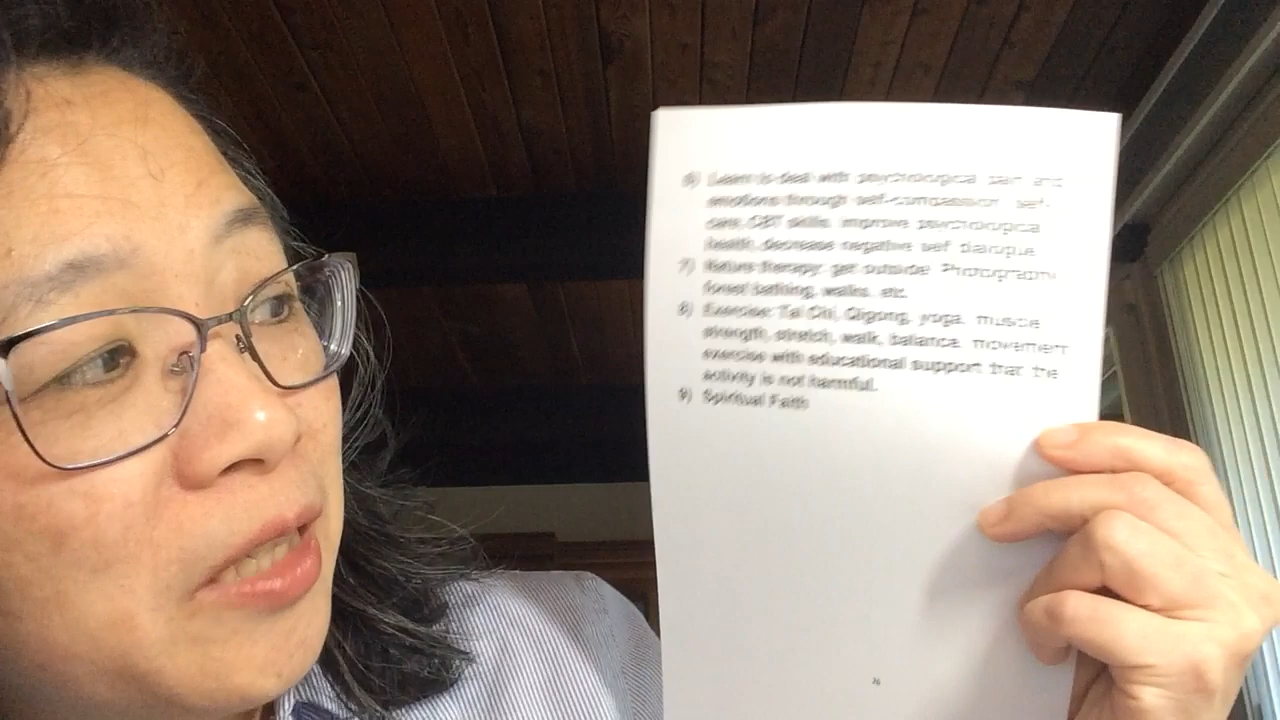 6) Learn to deal with psychological pain and
emotions through self-compassion, self-
care, CBT skills, improve psychological
health, decrease negative self dialogue
7) Nature therapy: get outside! Photography,
forest bathing, walks, etc.
8) Exercise: Tai Chi, Qigong, yoga, muscle
strength, stretch, walk, balance, movement
exercise with educational support that the
activity is not harmful.
9) Spiritual Faith